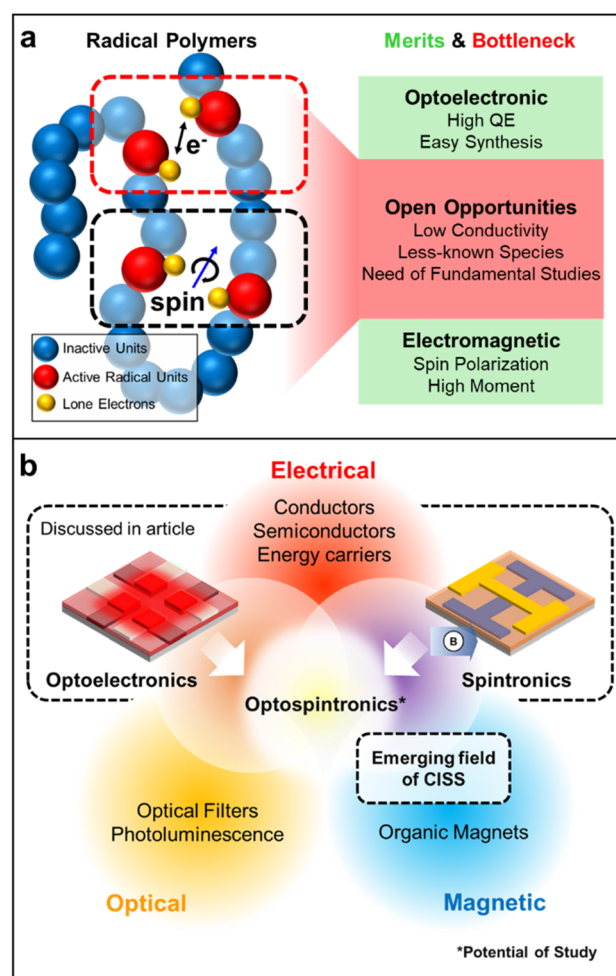 a
Radical Polymers
Merits & Bottleneck
e-
spin
Inactive Units
Active Radical Units
Lone Electrons
Optoelectronic
High QE
Easy Synthesis
Open Opportunities
Low Conductivity
Less-known Species
Need of Fundamental Studies
Electromagnetic
Spin Polarization
High Moment
b
Electrical
Conductors
Semiconductors
Energy carriers
Discussed in article
Optoelectronics
B
Spintronics
Optospintronics*
Emerging field
of CISS
Optical Filters
Photoluminescence
Organic Magnets
Optical
Magnetic
*Potential of Study